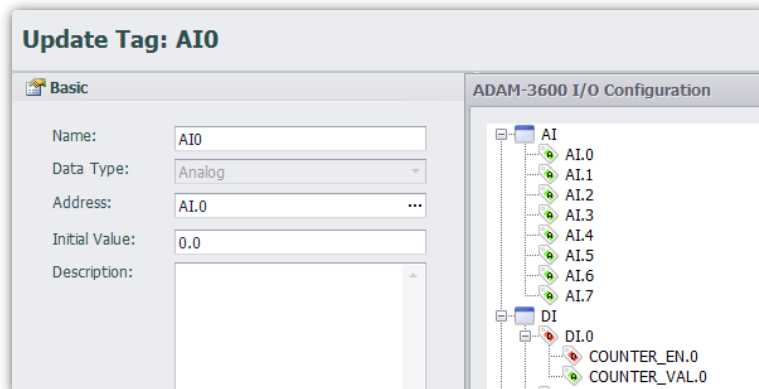 Update Tag: AI0
Basic
Name:
AI0
Data Type:
Analog
Address:
AI.0
...
Initial Value:
0.0
Description:
ADAM-3600 I/O Configuration
AI
AI.0
AI.1
AI.2
AI.3
AI.4
AI.5
AI.6
AI.7
DI
DI.0
COUNTER_EN.0
COUNTER_VAL.0